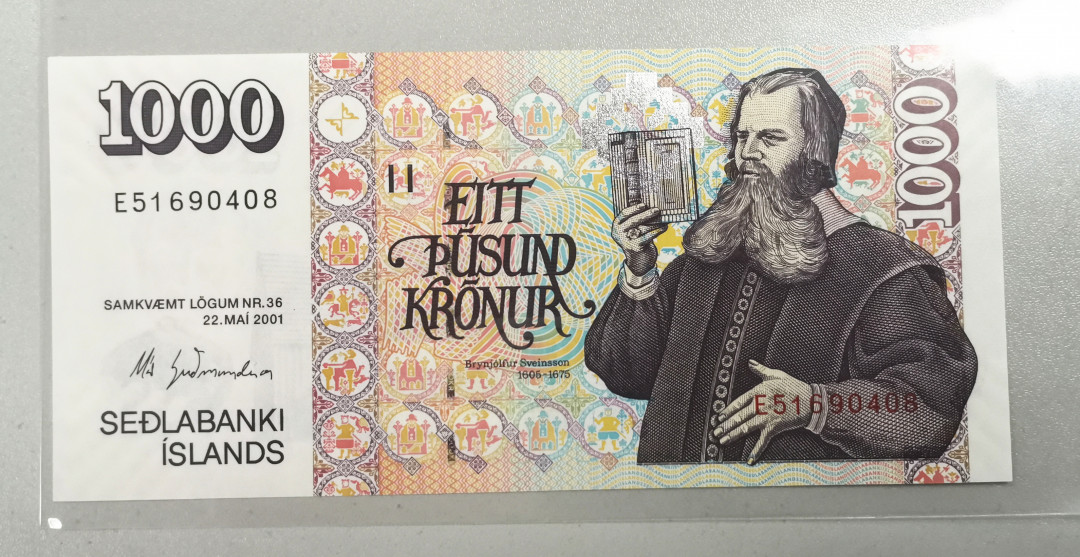 1000
E51690408
SAMKVÆMT LÖGUM NR. 36
22. MAÍ 2001
SEÐLABANKI
ÍSLANDS
EITT
ÞÚSUND
KRÓNUR
Brynjólfur Sveinsson
1605-1675
1000
E51690408